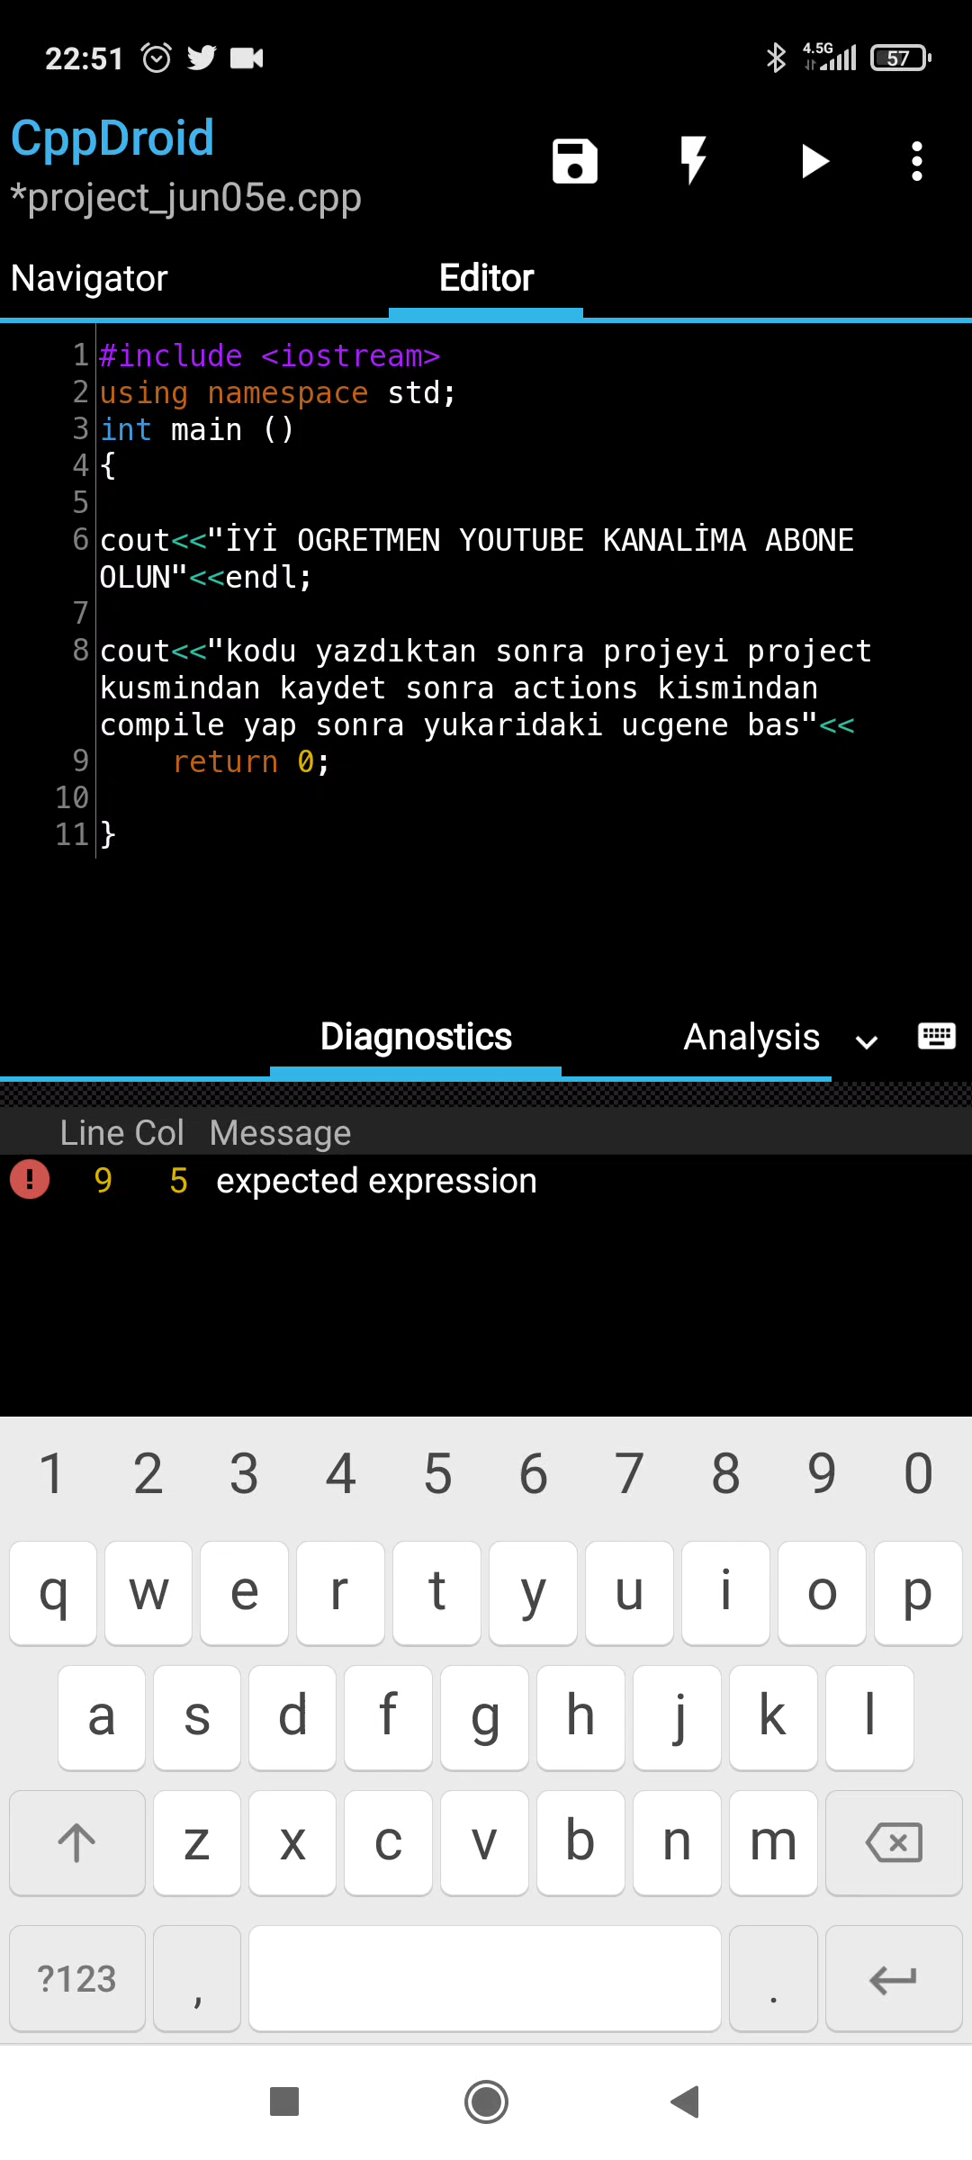 22:51 4.5G 57
CppDroid
*project_jun05e.cpp
Navigator Editor
1 #include <iostream>
2 using namespace std;
3 int main ()
4 {
5
6 cout<<"İYİ OGRETMEN YOUTUBE KANALİMA ABONE
OLUN"<<endl;
7
8 cout<<"kodu yazdıktan sonra projeyi project
kusmindan kaydet sonra actions kismindan
compile yap sonra yukaridaki ucgene bas"<<
9 return 0;
10
11 }
Diagnostics Analysis
Line Col Message
9 5 expected expression
1 2 3 4 5 6 7 8 9 0
q w e r t y u i o p
a s d f g h j k l
z x c v b n m
?123 , .